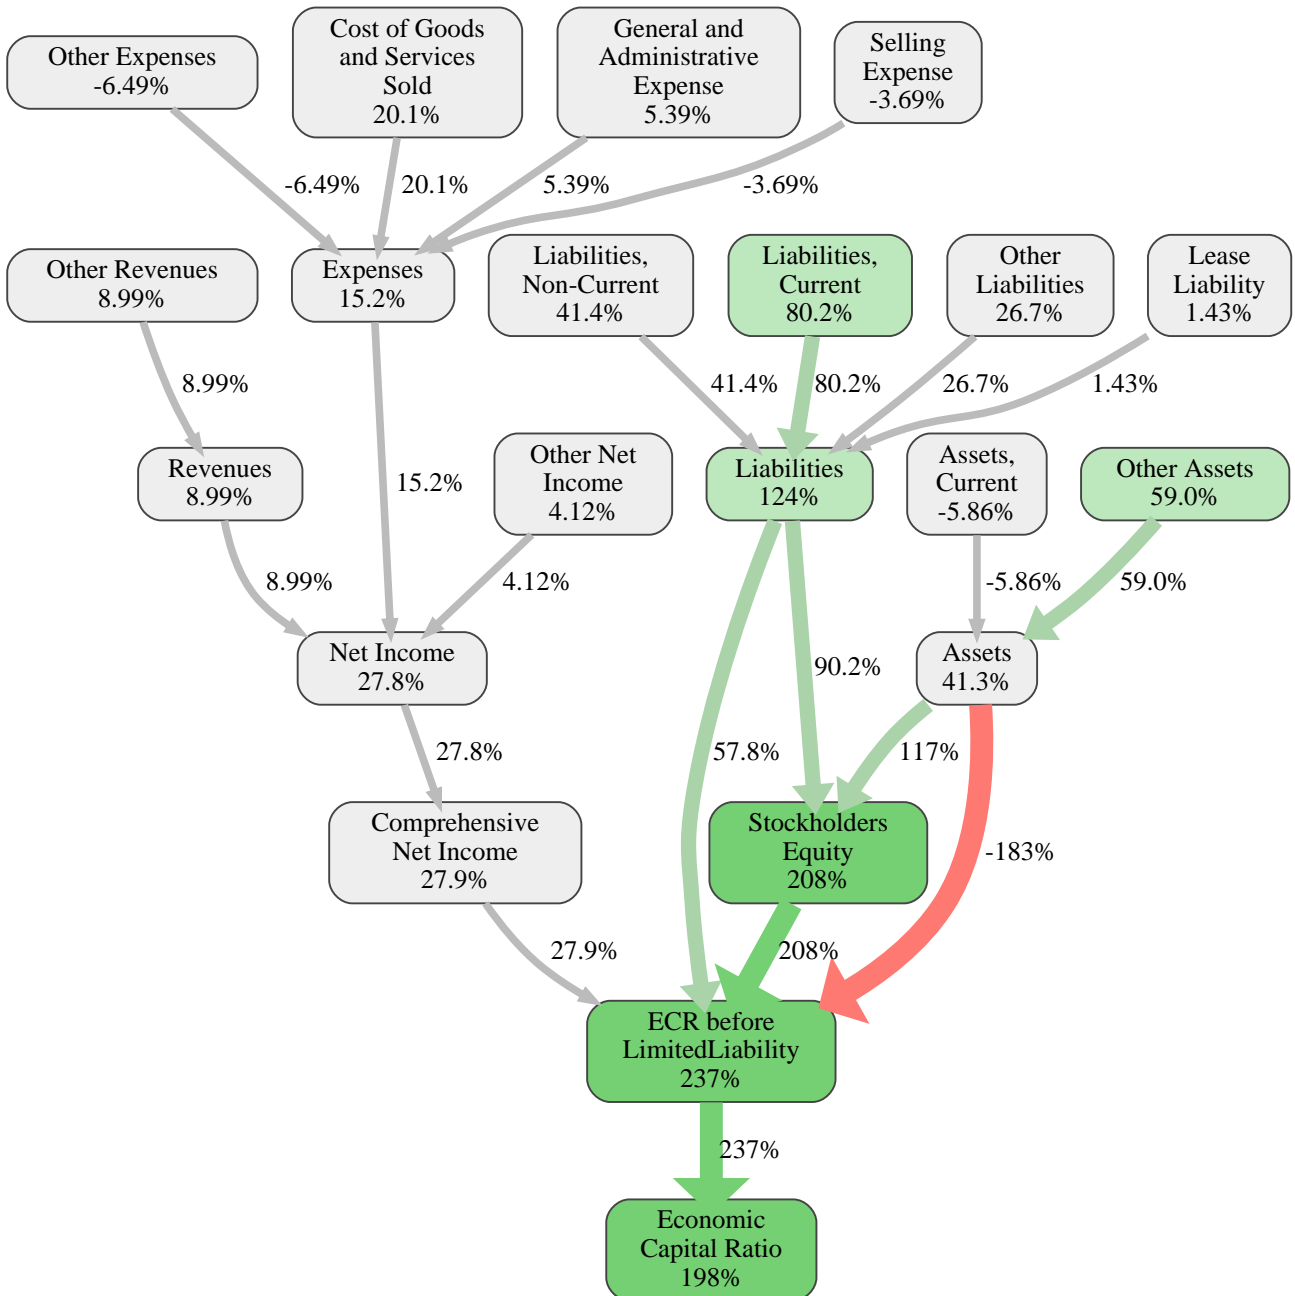 Other Expenses
-6.49%
Cost of Goods
and Services
Sold
20.1%
General and
Administrative
Expense
5.39%
Selling
Expense
-3.69%
-6.49%
20.1%
5.39%
-3.69%
Other Revenues
8.99%
Expenses
15.2%
Liabilities,
Non-Current
41.4%
Liabilities,
Current
80.2%
Other
Liabilities
26.7%
Lease
Liability
1.43%
8.99%
41.4%
80.2%
26.7%
1.43%
Revenues
8.99%
15.2%
Other Net
Income
4.12%
Liabilities
124%
Assets,
Current
-5.86%
Other Assets
59.0%
8.99%
4.12%
-5.86%
59.0%
Net Income
27.8%
90.2%
Assets
41.3%
27.8%
57.8%
117%
Comprehensive
Net Income
27.9%
Stockholders
Equity
208%
-183%
27.9%
208%
ECR before
LimitedLiability
237%
237%
Economic
Capital Ratio
198%